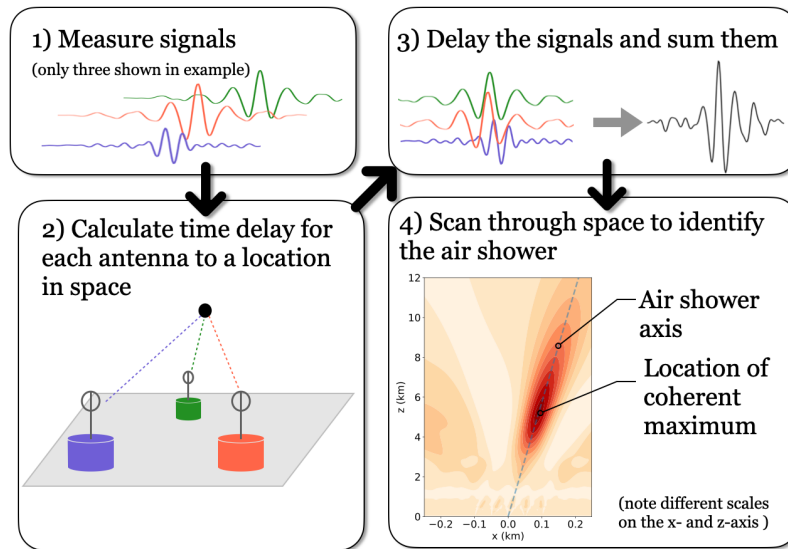 1) Measure signals
(only three shown in example)
2) Calculate time delay for
each antenna to a location
in space
3) Delay the signals and sum them
4) Scan through space to identify
the air shower
12
10
8
6
4
2
0
z (km)
−0.2 −0.1 0.0 0.1 0.2
x (km)
Air shower
axis
Location of
coherent
maximum
(note different scales
on the x- and z-axis )